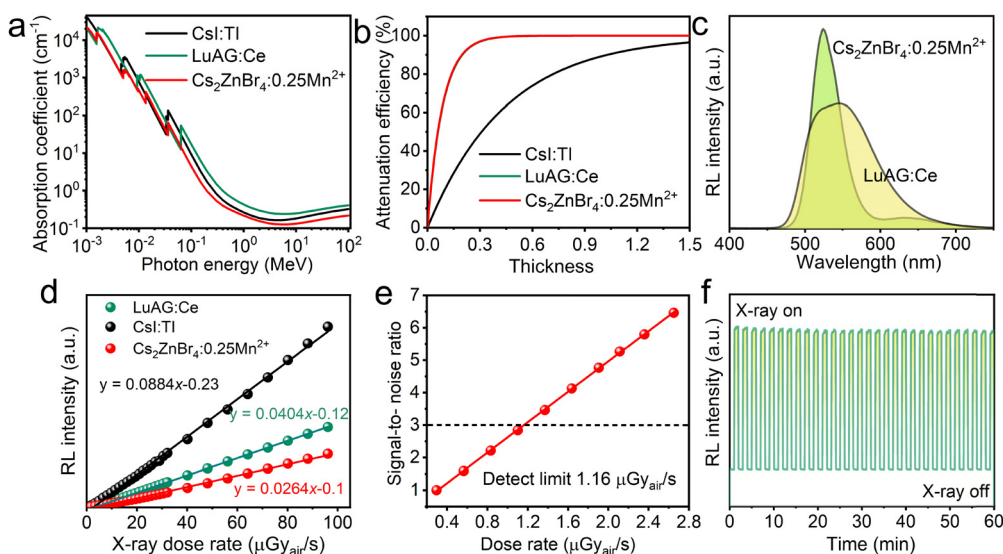 a
Absorption coefficient (cm⁻¹)
10⁴
10³
10²
10¹
10⁰
10⁻¹
CsI:Tl
LuAG:Ce
Cs₂ZnBr₄:0.25Mn²⁺
10⁻³ 10⁻² 10⁻¹ 10⁰ 10¹ 10²
Photon energy (MeV)
b
Attenuation efficiency (%)
100
80
60
40
20
0
CsI:Tl
LuAG:Ce
Cs₂ZnBr₄:0.25Mn²⁺
0.0 0.3 0.6 0.9 1.2 1.5
Thickness
c
RL intensity (a.u.)
Cs₂ZnBr₄:0.25Mn²⁺
LuAG:Ce
400 500 600 700
Wavelength (nm)
d
RL intensity (a.u.)
LuAG:Ce
CsI:Tl
Cs₂ZnBr₄:0.25Mn²⁺
y = 0.0884x-0.23
y = 0.0404x-0.12
y = 0.0264x-0.1
0 20 40 60 80 100
X-ray dose rate (μGyₐᵢᵣ/s)
e
Signal-to- noise ratio
7
6
5
4
3
2
1
Detect limit 1.16 μGyₐᵢᵣ/s
0.4 0.8 1.2 1.6 2.0 2.4 2.8
Dose rate (μGyₐᵢᵣ/s)
f
RL intensity (a.u.)
X-ray on
X-ray off
0 10 20 30 40 50 60
Time (min)